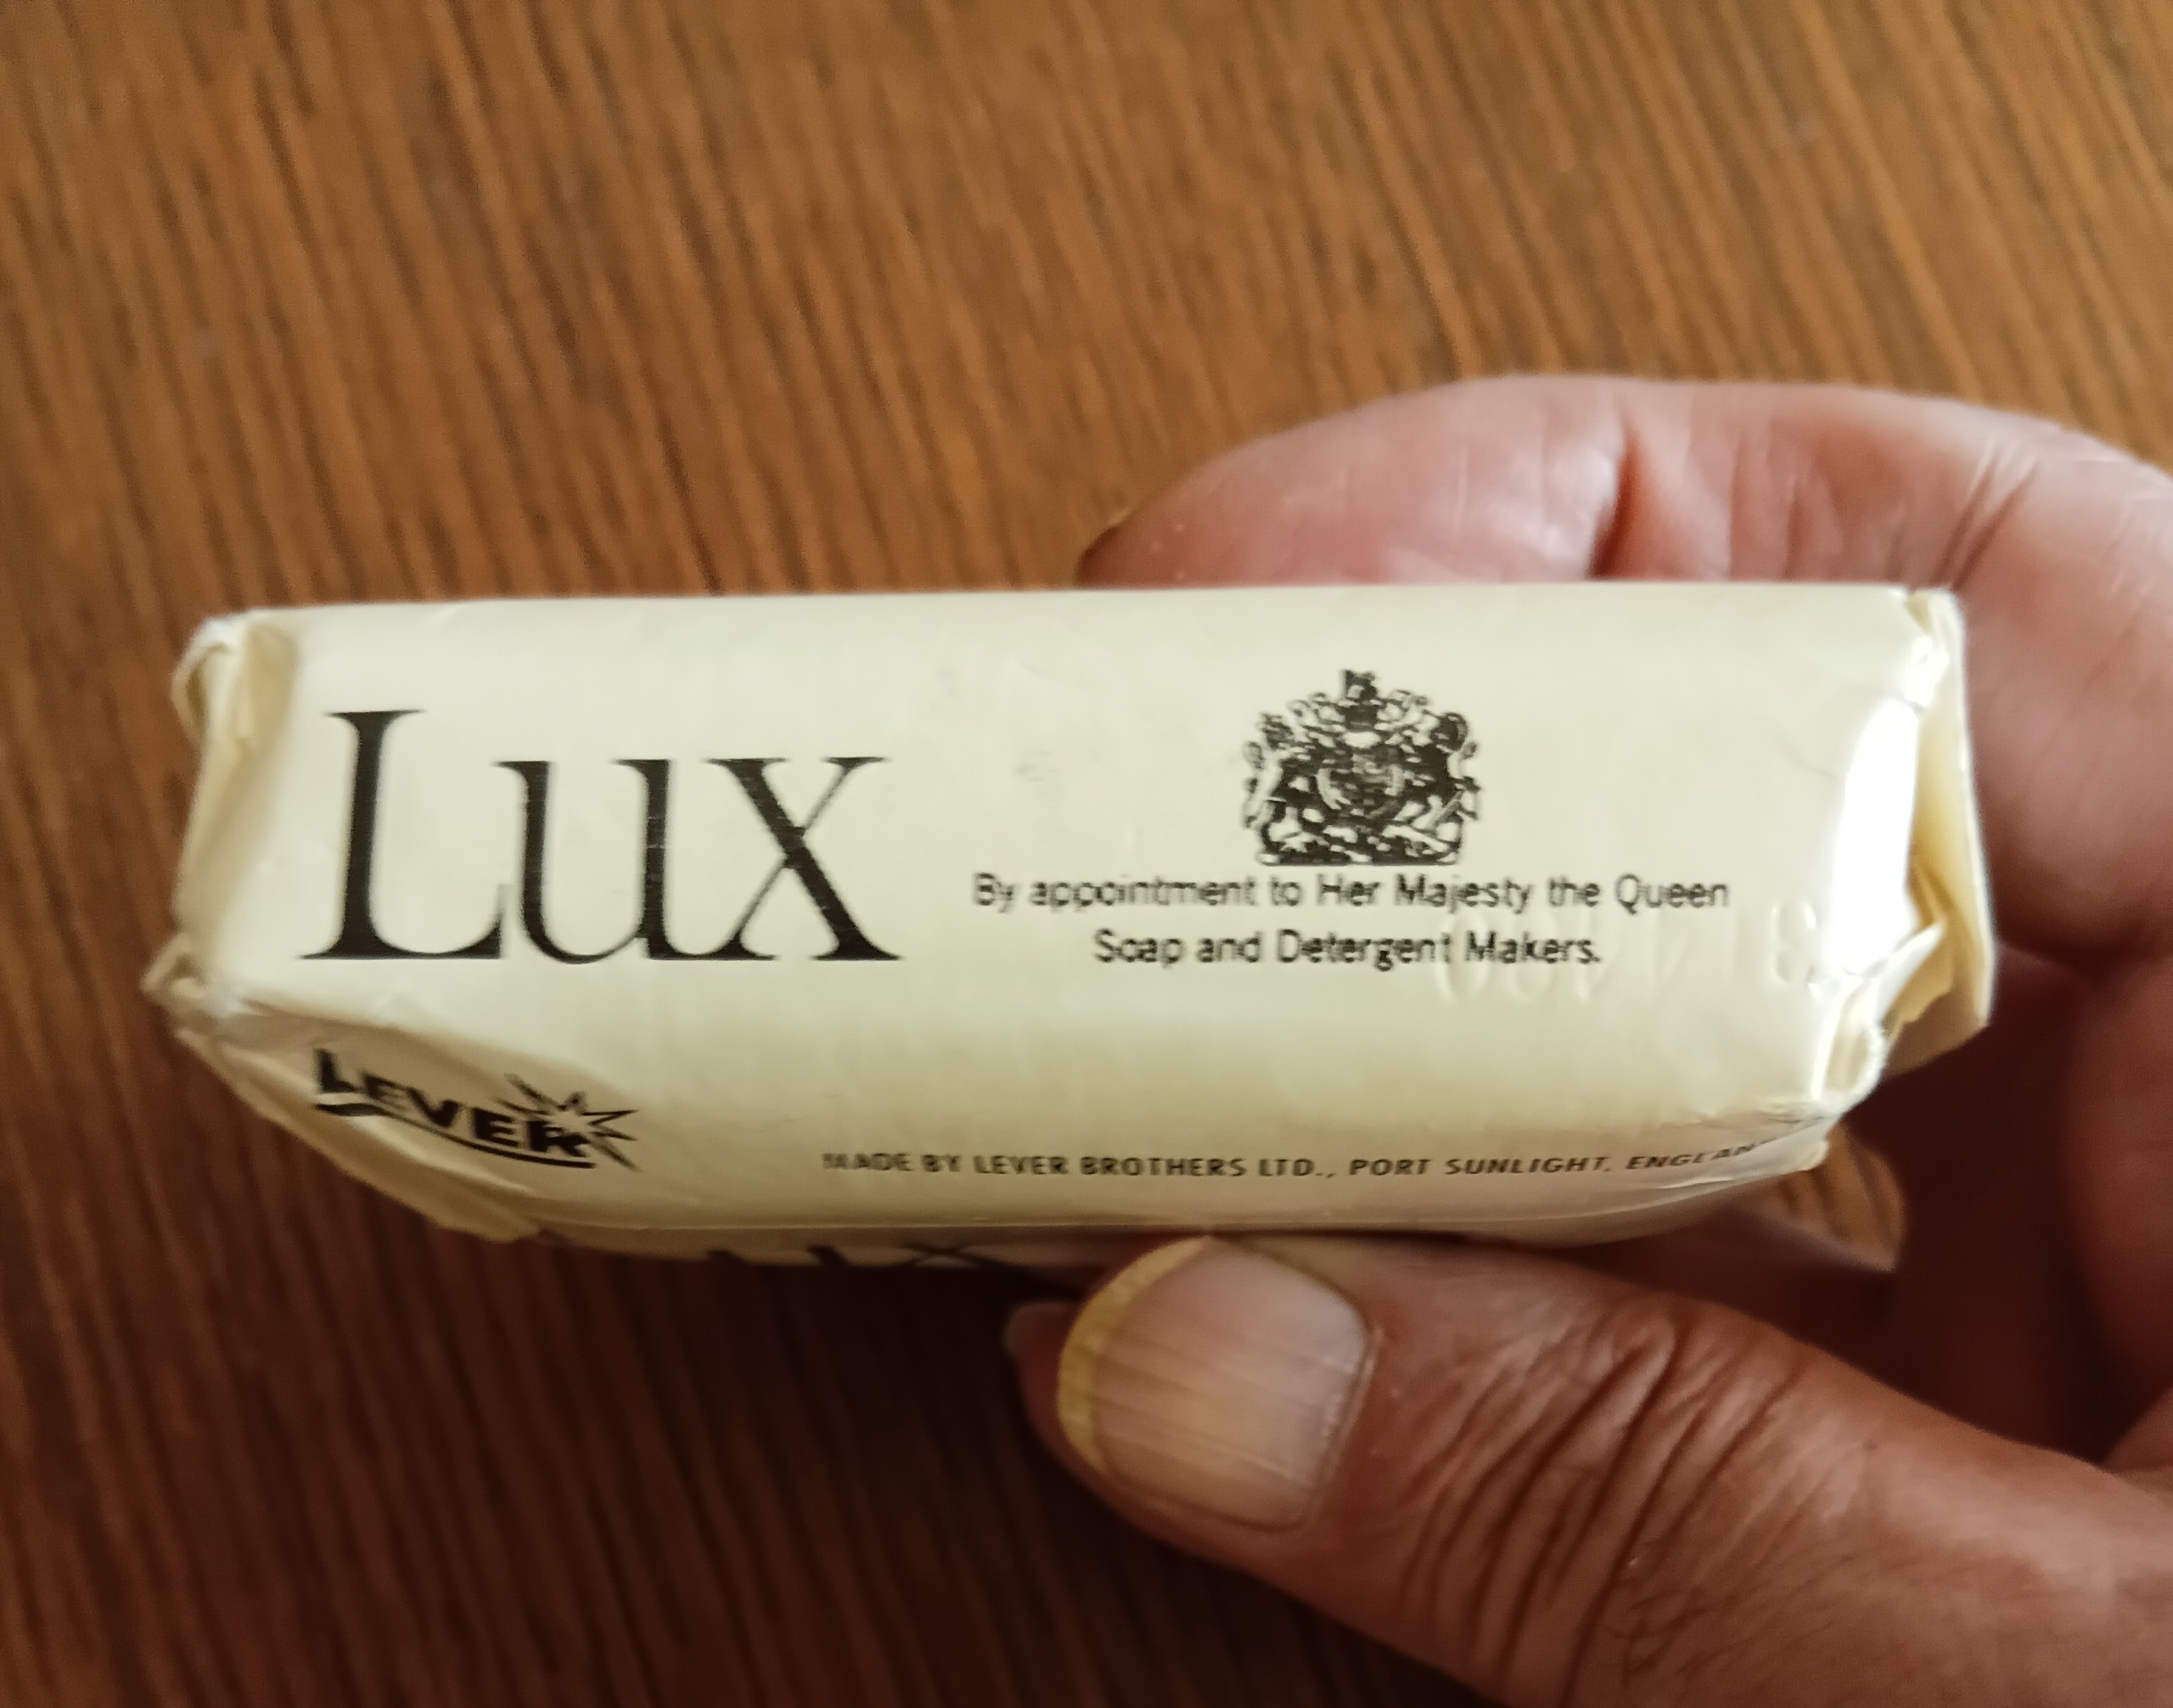 Lux
By appointment to Her Majesty the Queen
Soap and Detergent Makers.
LEVER
MADE BY LEVER BROTHERS LTD., PORT SUNLIGHT, ENGLAND